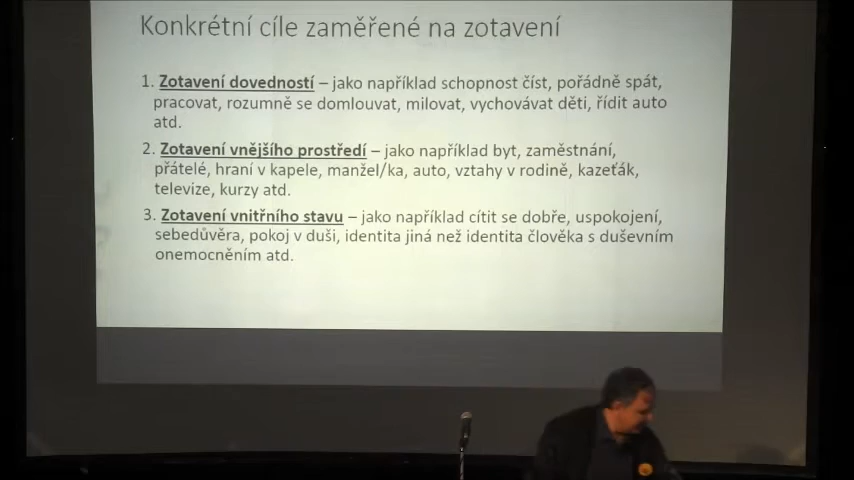 Konkrétní cíle zaměřené na zotavení
1. Zotavení dovedností – jako například schopnost číst, pořádně spát,
pracovat, rozumně se domlouvat, milovat, vychovávat děti, řídit auto
atd.
2. Zotavení vnějšího prostředí – jako například byt, zaměstnání,
přátelé, hraní v kapele, manžel/ka, auto, vztahy v rodině, kazeťák,
televize, kurzy atd.
3. Zotavení vnitřního stavu – jako například cítit se dobře, uspokojení,
sebedůvěra, pokoj v duši, identita jiná než identita člověka s duševním
onemocněním atd.